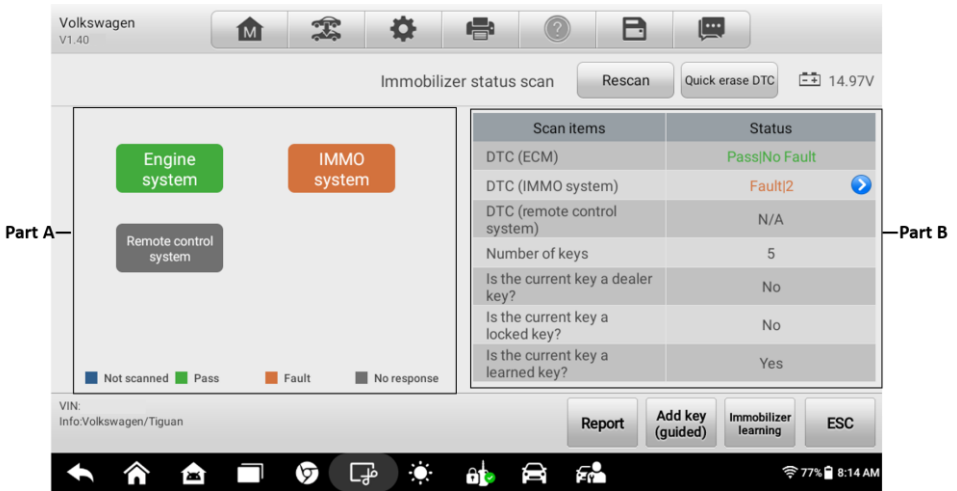 Volkswagen
V1.40
M
Immobilizer status scan
Rescan
Quick erase DTC
14.97V
Part A
Engine
system
IMMO
system
Remote control
system
Not scanned Pass Fault No response
Scan items Status
DTC (ECM) Pass|No Fault
DTC (IMMO system) Fault|2
DTC (remote control
system) N/A
Number of keys 5
Is the current key a dealer
key? No
Is the current key a
locked key? No
Is the current key a
learned key? Yes
Part B
VIN:
Info:Volkswagen/Tiguan
Report
Add key
(guided)
Immobilizer
learning
ESC
77% 8:14 AM